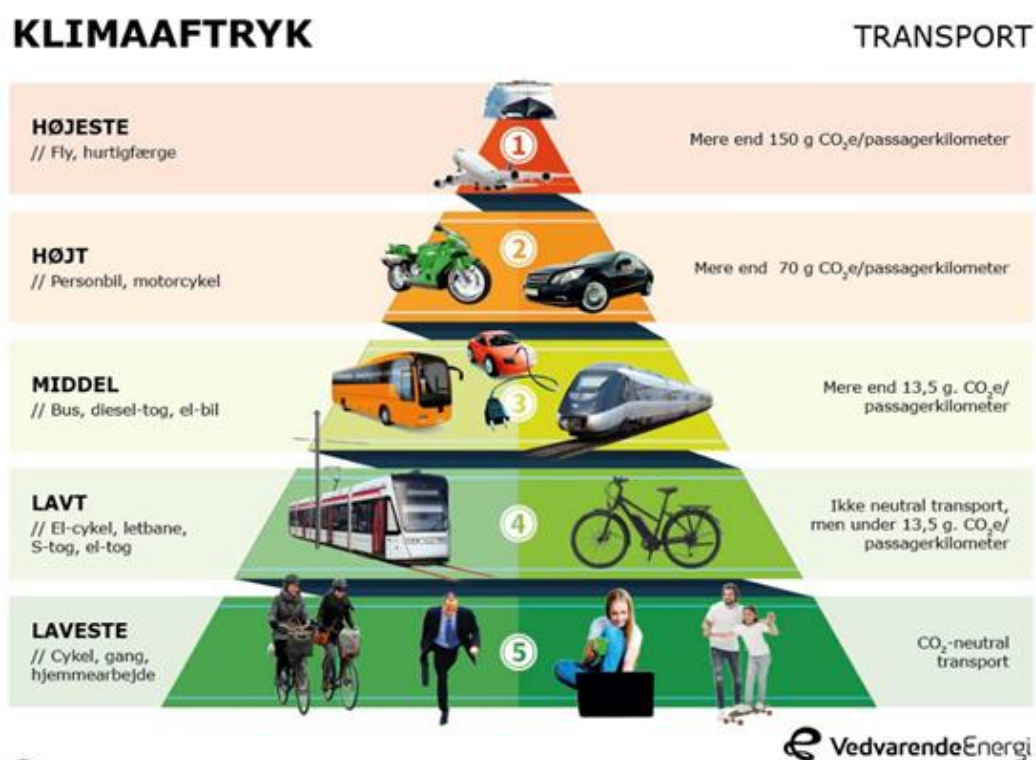 KLIMAAFTRYK
TRANSPORT
HØJESTE
// Fly, hurtigfærge
1
Mere end 150 g CO₂e/passagerkilometer
HØJT
// Personbil, motorcykel
2
Mere end 70 g CO₂e/passagerkilometer
MIDDEL
// Bus, diesel-tog, el-bil
3
Mere end 13,5 g. CO₂e/
passagerkilometer
LAVT
// El-cykel, letbane,
S-tog, el-tog
4
Ikke neutral transport,
men under 13,5 g. CO₂e/
passagerkilometer
LAVESTE
// Cykel, gang,
hjemmearbejde
5
CO₂-neutral
transport
VedvarendeEnergi